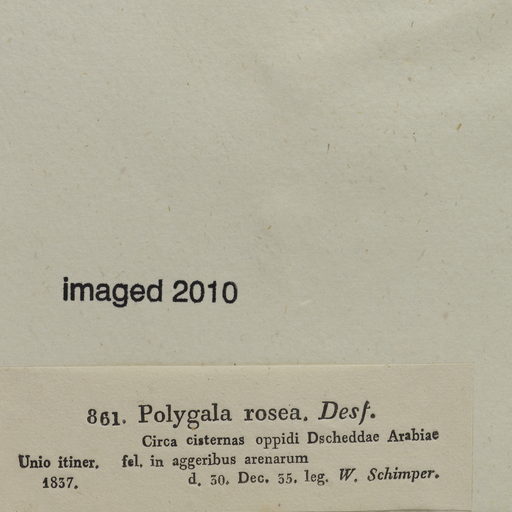 imaged 2010
861. Polygala rosea. Desf.
Circa cisternas oppidi Dscheddae Arabiae
Unio itiner. fel. in aggeribus arenarum
1837. d. 30. Dec. 35. leg. W. Schimper.